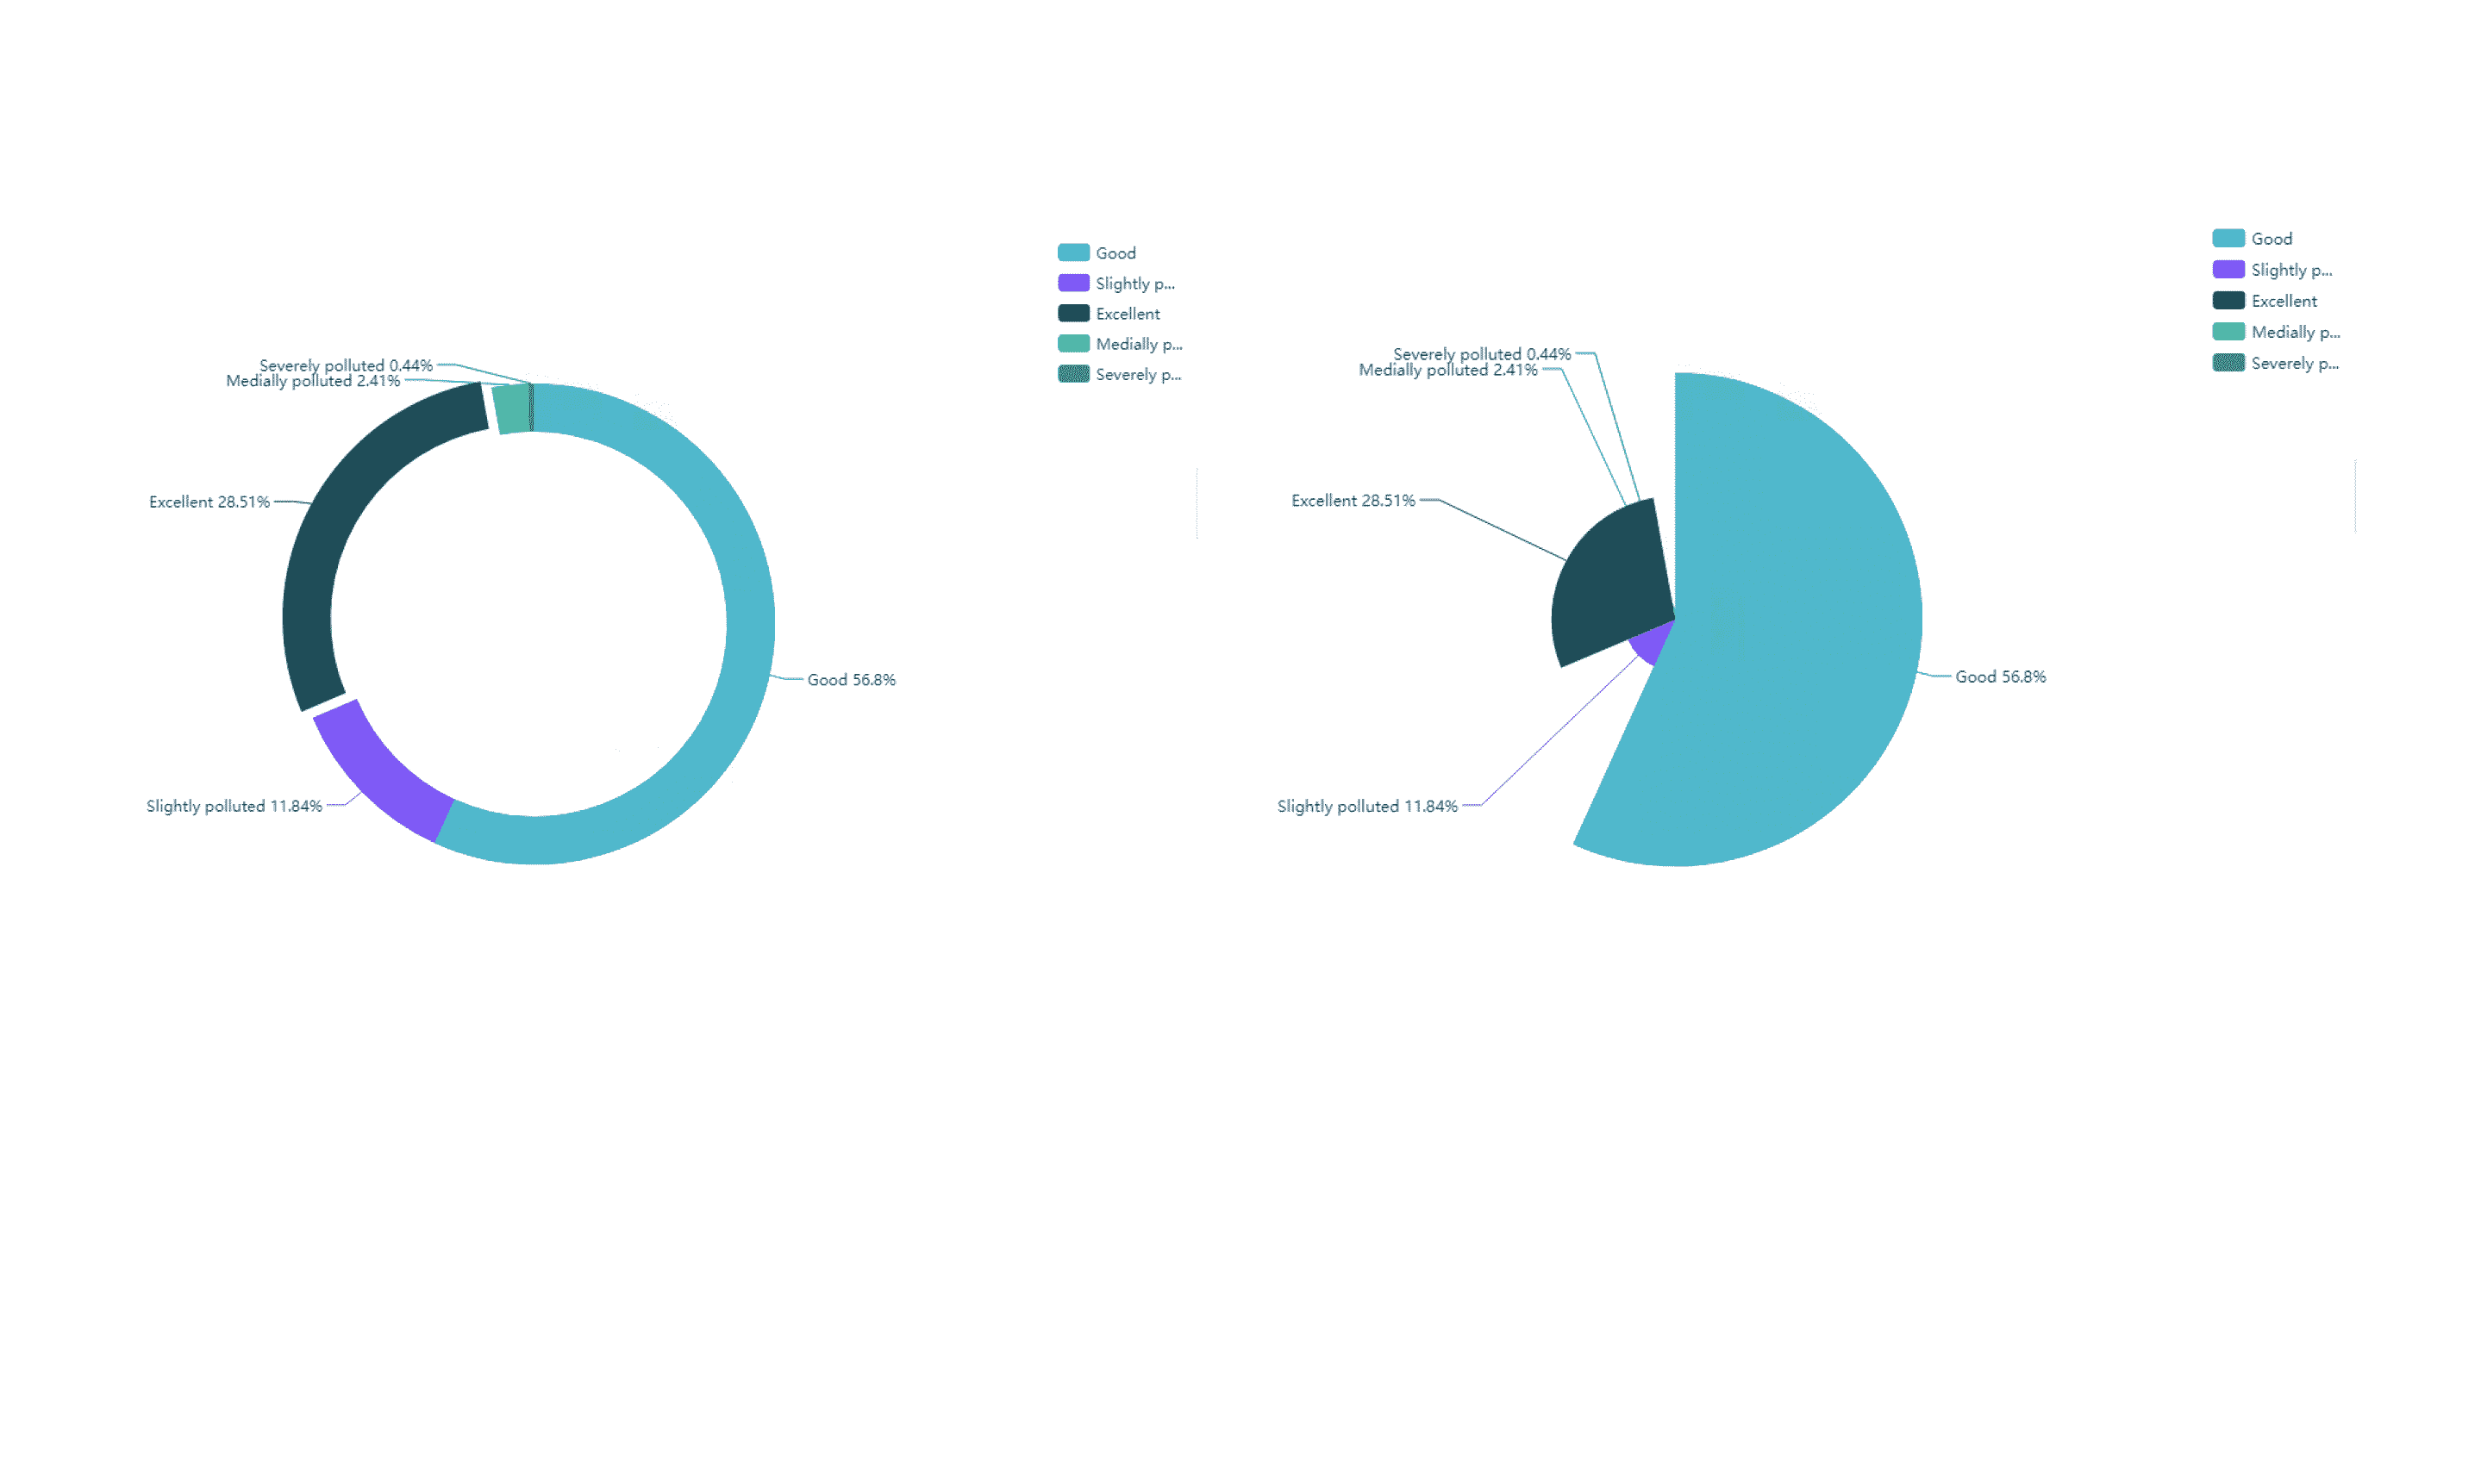 Good
Slightly p...
Excellent
Medially p...
Severely p...
Severely polluted 0.44%
Medially polluted 2.41%
Excellent 28.51%
Good 56.8%
Slightly polluted 11.84%
Good
Slightly p...
Excellent
Medially p...
Severely p...
Severely polluted 0.44%
Medially polluted 2.41%
Excellent 28.51%
Good 56.8%
Slightly polluted 11.84%